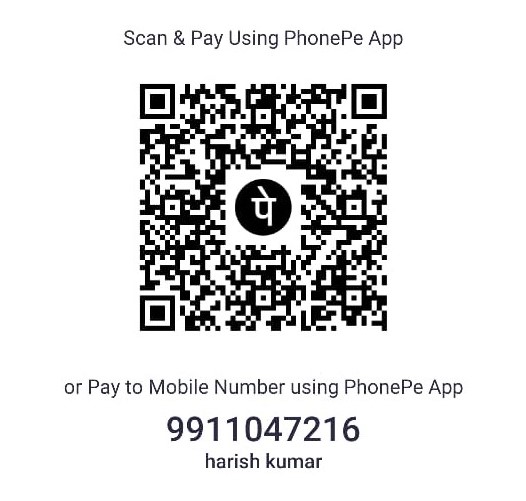 Scan & Pay Using PhonePe App
पे
or Pay to Mobile Number using PhonePe App
9911047216
harish kumar